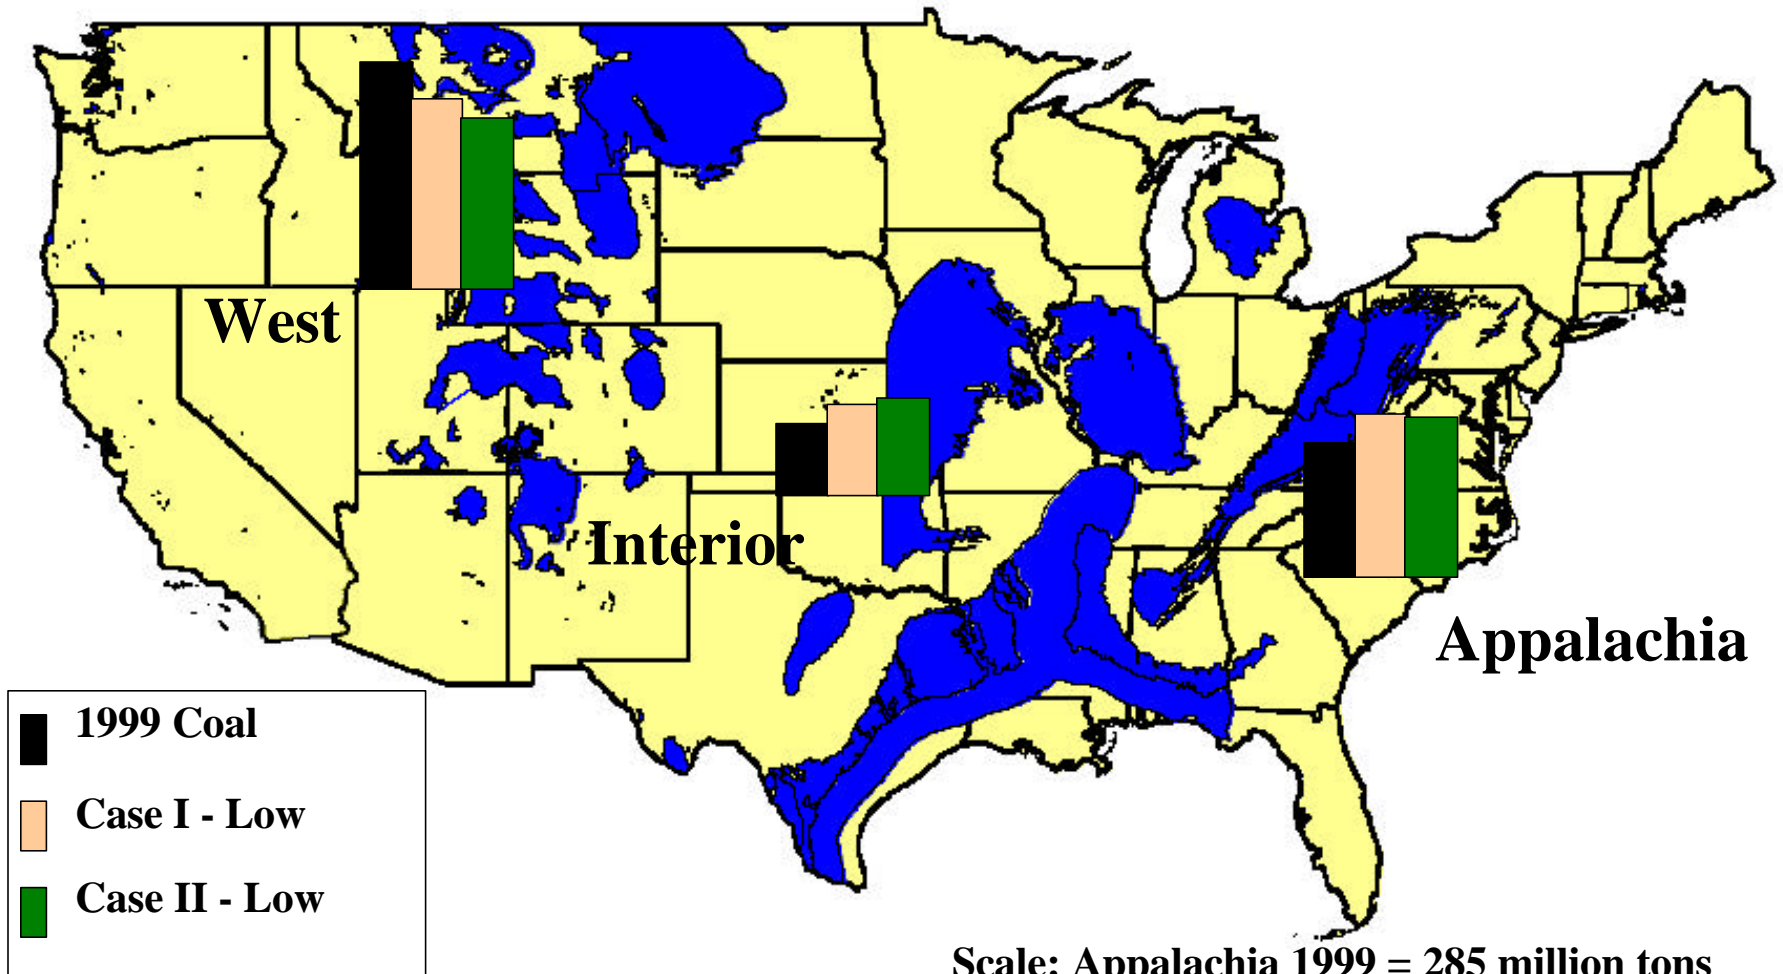 West
Interior
Appalachia
1999 Coal
Case I - Low
Case II - Low
Scale: Appalachia 1999 = 285 million tons